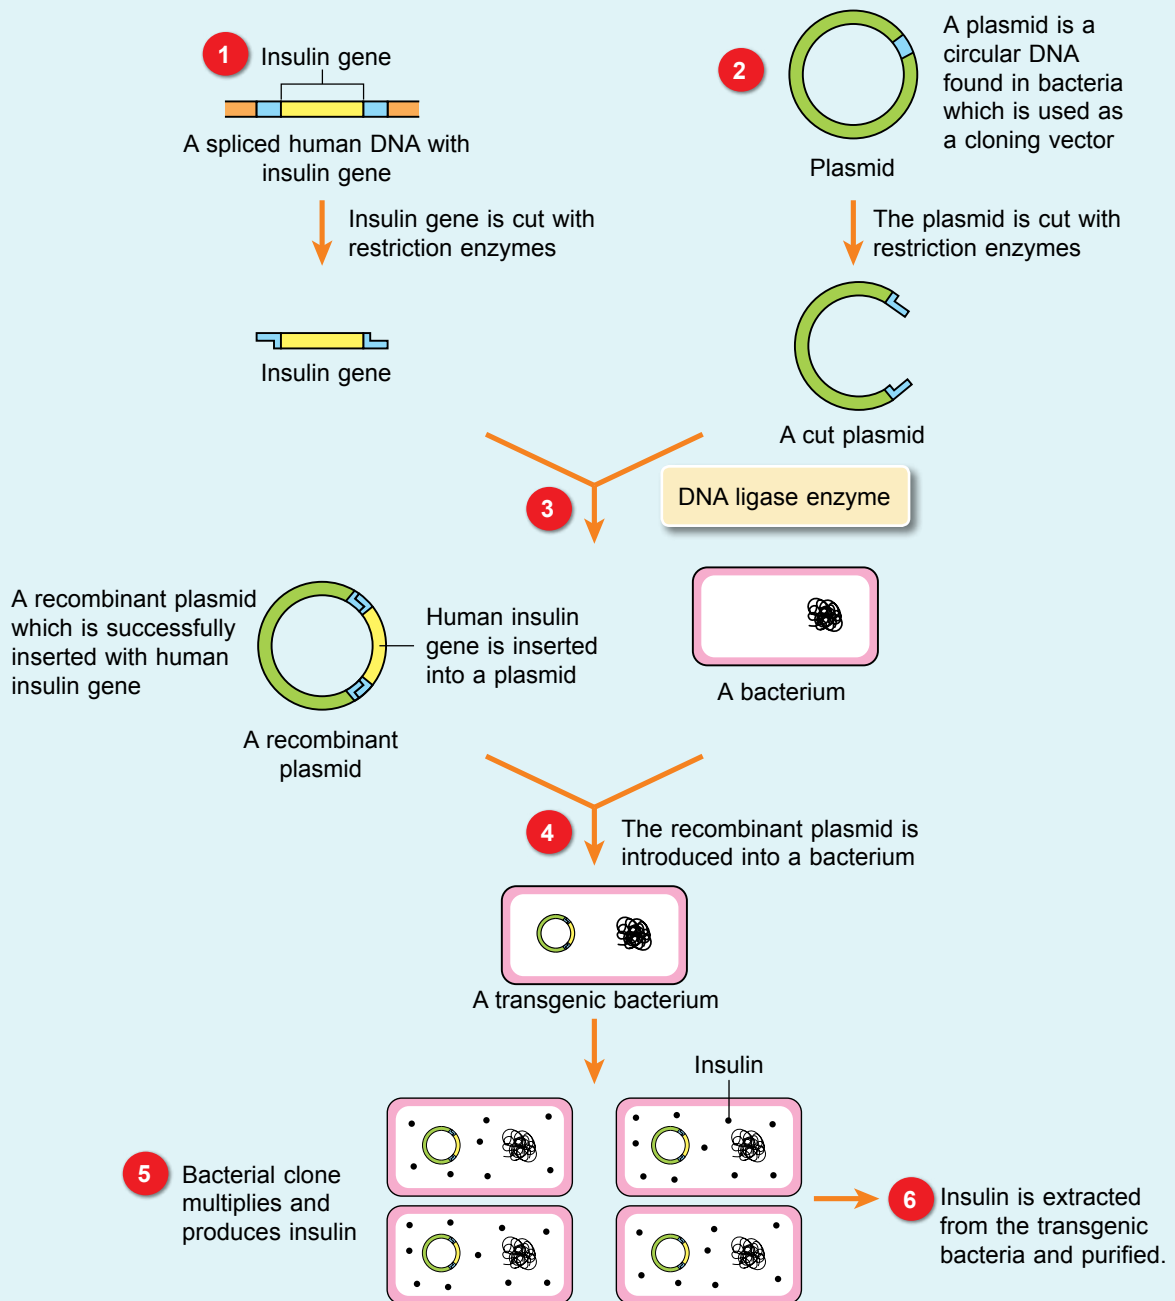 1
Insulin gene
A spliced human DNA with
insulin gene
Insulin gene is cut with
restriction enzymes
Insulin gene
2
A plasmid is a
circular DNA
found in bacteria
which is used as
a cloning vector
Plasmid
The plasmid is cut with
restriction enzymes
A cut plasmid
3
DNA ligase enzyme
A recombinant plasmid
which is successfully
inserted with human
insulin gene
Human insulin
gene is inserted
into a plasmid
A recombinant
plasmid
A bacterium
4
The recombinant plasmid is
introduced into a bacterium
A transgenic bacterium
Insulin
5
Bacterial clone
multiplies and
produces insulin
6
Insulin is extracted
from the transgenic
bacteria and purified.